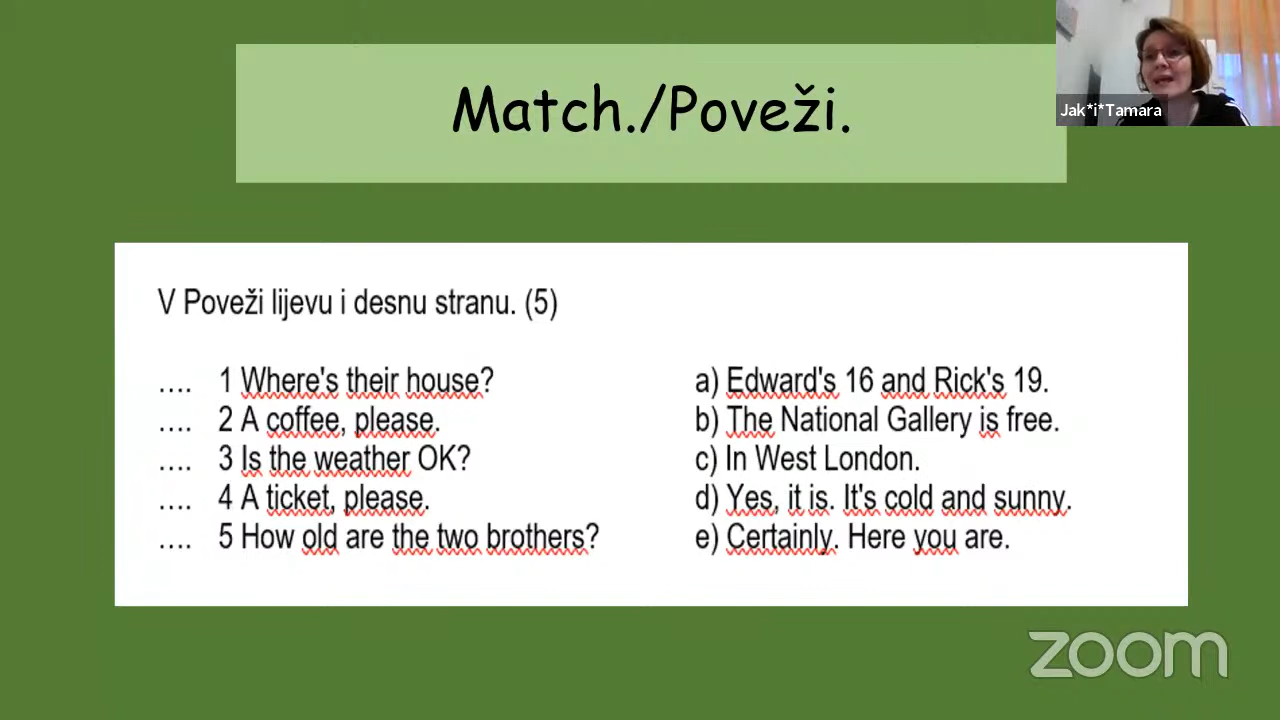 Match./Poveži.
Jak*i*Tamara
V Poveži lijevu i desnu stranu. (5)
.... 1 Where's their house? a) Edward's 16 and Rick's 19.
.... 2 A coffee, please. b) The National Gallery is free.
.... 3 Is the weather OK? c) In West London.
.... 4 A ticket, please. d) Yes, it is. It's cold and sunny.
.... 5 How old are the two brothers? e) Certainly. Here you are.
zoom